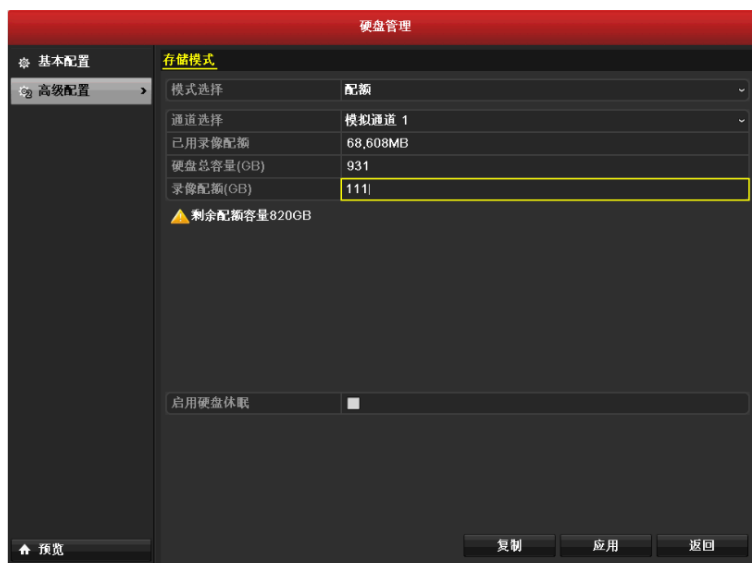 硬盘管理
基本配置
高级配置
存储模式
模式选择 配额
通道选择 模拟通道 1
已用录像配额 68,608MB
硬盘总容量(GB) 931
录像配额(GB) 111
剩余配额容量820GB
启用硬盘休眠
预览
复制 应用 返回